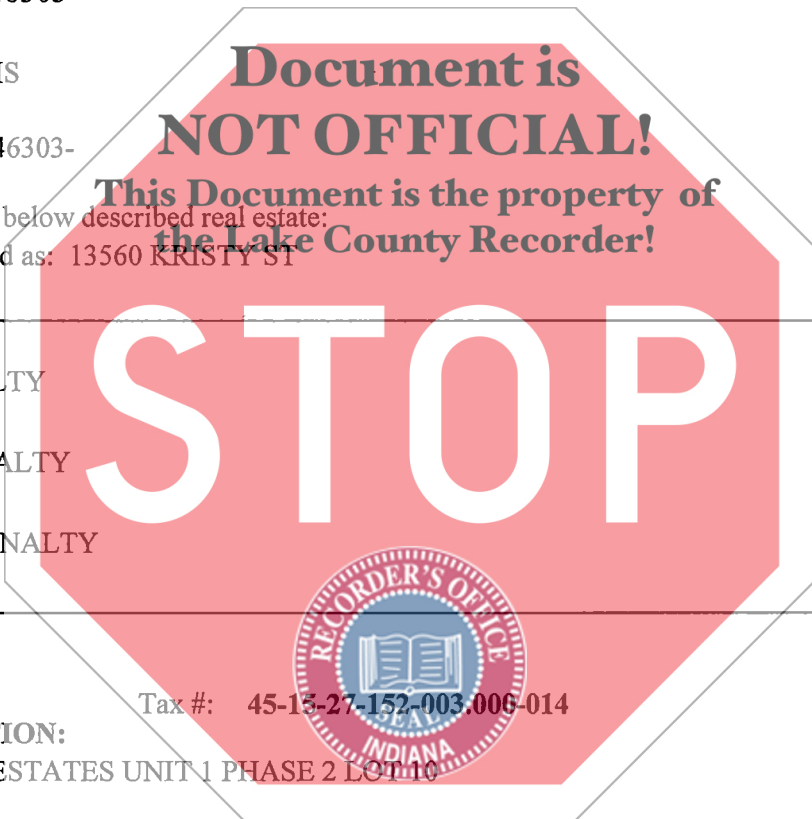 Document is
IS
NOT OFFICIAL!
46303-
This Document is the property of
below described real estate:
the Lake County Recorder!
d as: 13560 KRISTY ST
STOP
LTY
ALTY
NALTY
RECORDER'S OFFICE
SEAL
INDIANA
Tax #: 45-15-27-152-003.000-014
ION:
ESTATES UNIT 1 PHASE 2 LOT 10